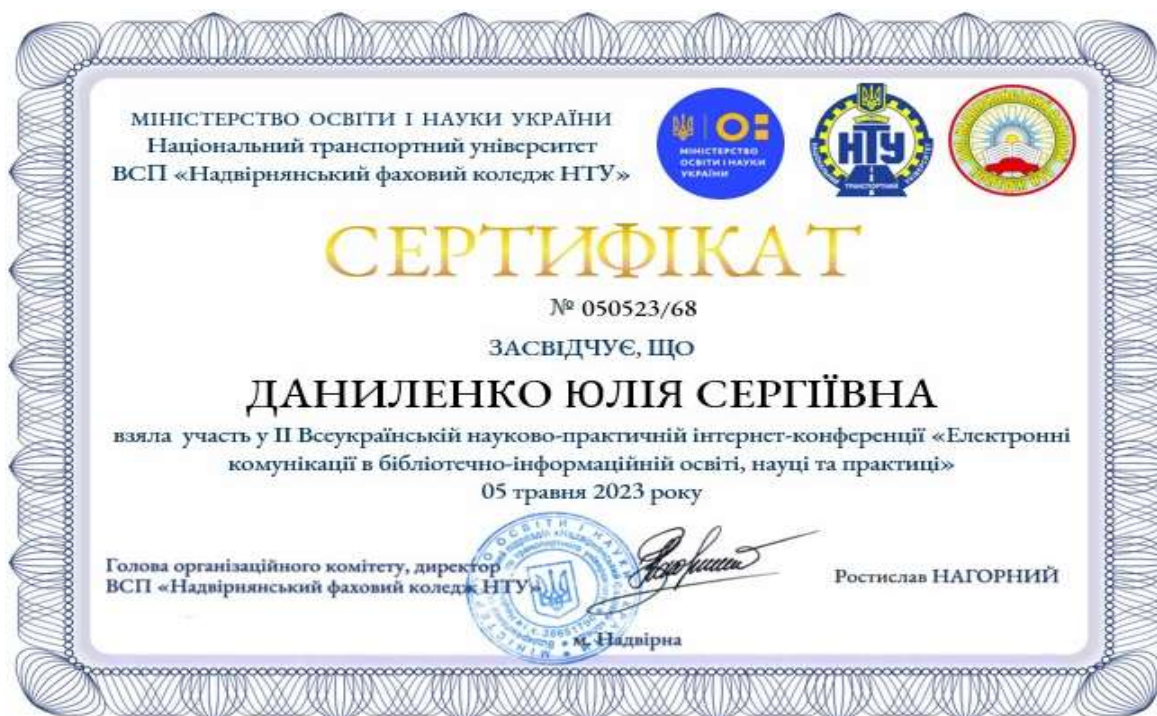 МІНІСТЕРСТВО ОСВІТИ І НАУКИ УКРАЇНИ
Національний транспортний університет
ВСП «Надвірнянський фаховий коледж НТУ»
МІНІСТЕРСТВО
ОСВІТИ І НАУКИ
УКРАЇНИ
НТУ
ТРАНСПОРТНИЙ
СЕРТИФІКАТ
№ 050523/68
ЗАСВІДЧУЄ, ЩО
ДАНИЛЕНКО ЮЛІЯ СЕРГІЇВНА
взяла участь у ІІ Всеукраїнській науково-практичній інтернет-конференції «Електронні
комунікації в бібліотечно-інформаційній освіті, науці та практиці»
05 травня 2023 року
Голова організаційного комітету, директор
ВСП «Надвірнянський фаховий коледж НТУ»
Ростислав НАГОРНИЙ
м. Надвірна